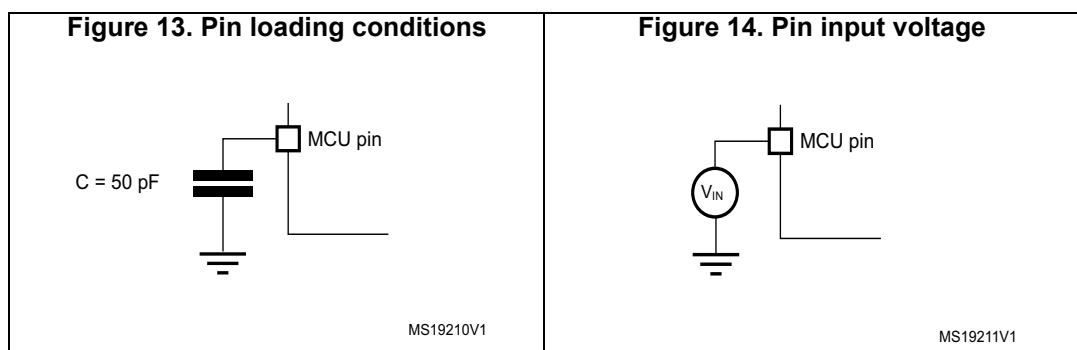 Figure 13. Pin loading conditions
MCU pin
C = 50 pF
MS19210V1
Figure 14. Pin input voltage
MCU pin
VIN
MS19211V1